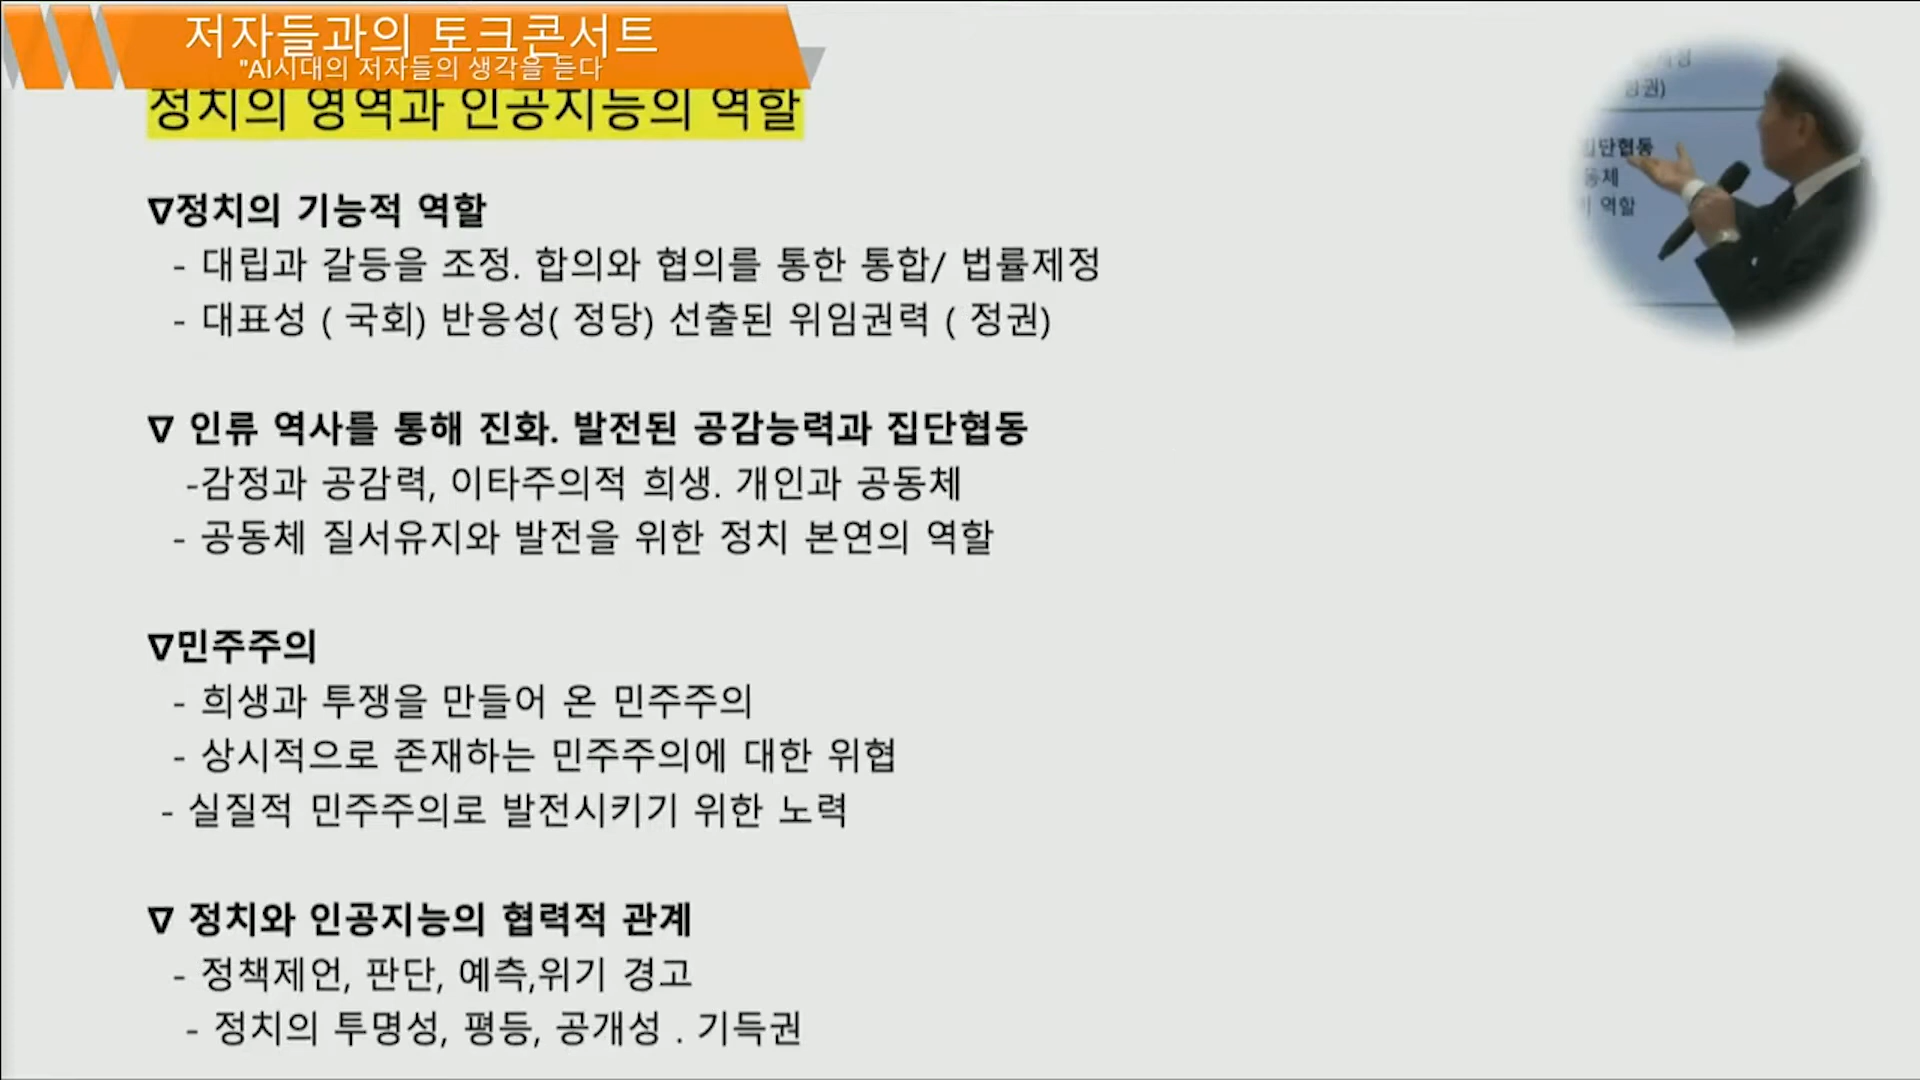 저자들과의 토크콘서트
"AI시대의 저자들의 생각을 듣다
정치의 영역과 인공지능의 역할
∇정치의 기능적 역할
- 대립과 갈등을 조정. 합의와 협의를 통한 통합/ 법률제정
- 대표성 ( 국회) 반응성( 정당) 선출된 위임권력 ( 정권)
∇ 인류 역사를 통해 진화. 발전된 공감능력과 집단협동
-감정과 공감력, 이타주의적 희생. 개인과 공동체
- 공동체 질서유지와 발전을 위한 정치 본연의 역할
∇민주주의
- 희생과 투쟁을 만들어 온 민주주의
- 상시적으로 존재하는 민주주의에 대한 위협
- 실질적 민주주의로 발전시키기 위한 노력
∇ 정치와 인공지능의 협력적 관계
- 정책제언, 판단, 예측,위기 경고
- 정치의 투명성, 평등, 공개성 . 기득권
정권)
집단협동
동체
역할